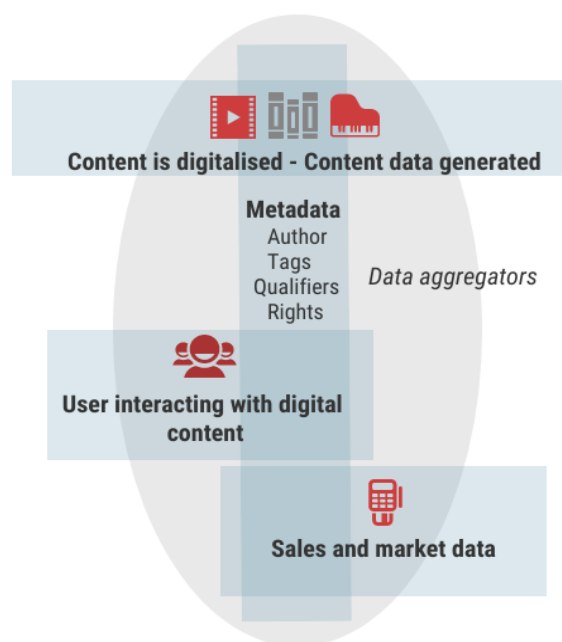 Content is digitalised - Content data generated
Metadata
Author
Tags
Qualifiers
Rights
Data aggregators
User interacting with digital
content
Sales and market data